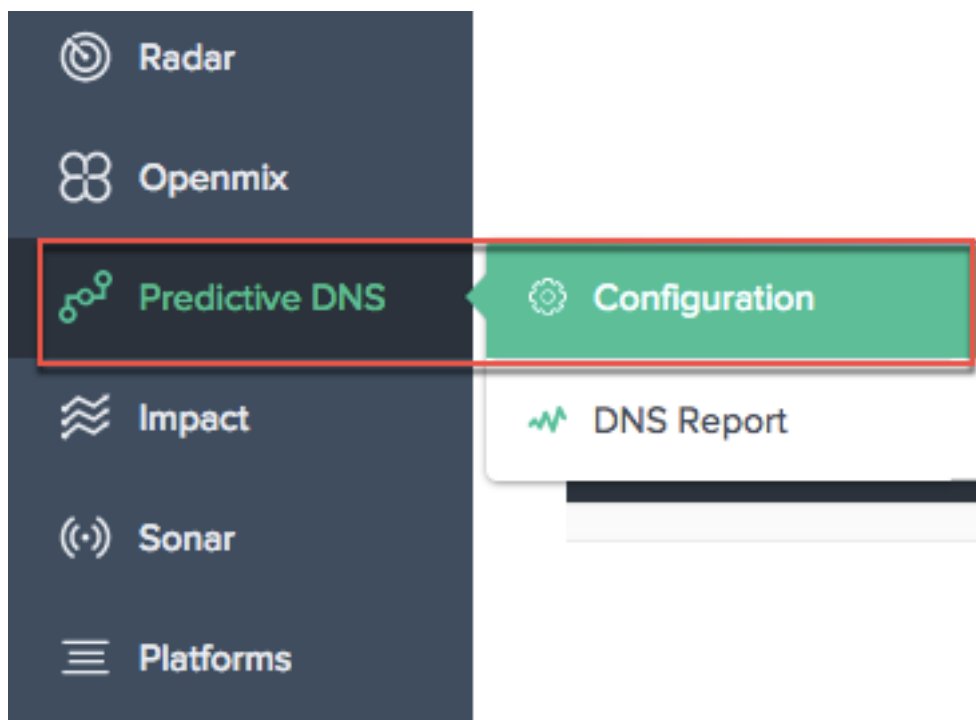 Radar
Openmix
Predictive DNS
Configuration
Impact
DNS Report
Sonar
Platforms